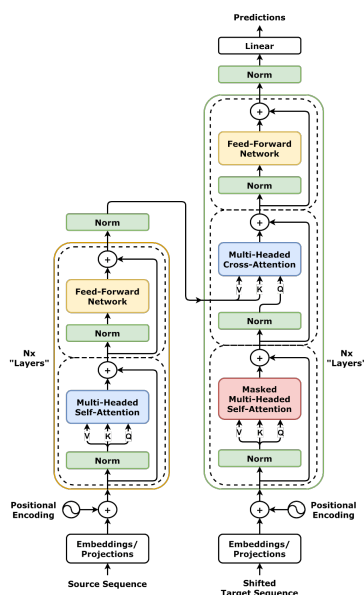 Predictions
Linear
Norm
+
Feed-Forward
Network
Norm
+
Multi-Headed
Cross-Attention
V K Q
Norm
+
Masked
Multi-Headed
Self-Attention
V K Q
Norm
+
Positional
Encoding
Embeddings/
Projections
Shifted
Target Sequence
Nx
"Layers"
Norm
+
Feed-Forward
Network
Norm
+
Multi-Headed
Self-Attention
V K Q
Norm
Nx
"Layers"
Positional
Encoding
+
Embeddings/
Projections
Source Sequence